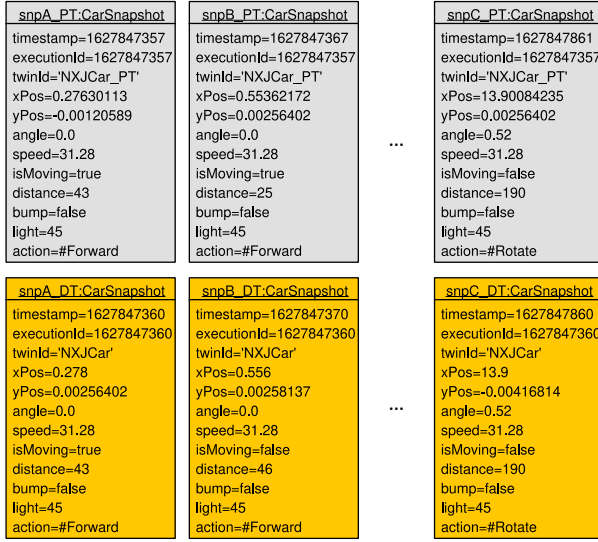 snpA_PT:CarSnapshot
timestamp=1627847357
executionId=1627847357
twinId='NXJCar_PT'
xPos=0.27630113
yPos=-0.00120589
angle=0.0
speed=31.28
isMoving=true
distance=43
bump=false
light=45
action=#Forward
snpB_PT:CarSnapshot
timestamp=1627847367
executionId=1627847357
twinId='NXJCar_PT'
xPos=0.55362172
yPos=0.00256402
angle=0.0
speed=31.28
isMoving=true
distance=25
bump=false
light=45
action=#Forward
...
snpC_PT:CarSnapshot
timestamp=1627847861
executionId=1627847357
twinId='NXJCar_PT'
xPos=13.90084235
yPos=0.00256402
angle=0.52
speed=31.28
isMoving=false
distance=190
bump=false
light=45
action=#Rotate
snpA_DT:CarSnapshot
timestamp=1627847360
executionId=1627847360
twinId='NXJCar'
xPos=0.278
yPos=0.00256402
angle=0.0
speed=31.28
isMoving=true
distance=43
bump=false
light=45
action=#Forward
snpB_DT:CarSnapshot
timestamp=1627847370
executionId=1627847360
twinId='NXJCar'
xPos=0.556
yPos=0.00258137
angle=0.0
speed=31.28
isMoving=false
distance=46
bump=false
light=45
action=#Forward
...
snpC_DT:CarSnapshot
timestamp=1627847860
executionId=1627847360
twinId='NXJCar'
xPos=13.9
yPos=-0.00416814
angle=0.52
speed=31.28
isMoving=false
distance=190
bump=false
light=45
action=#Rotate